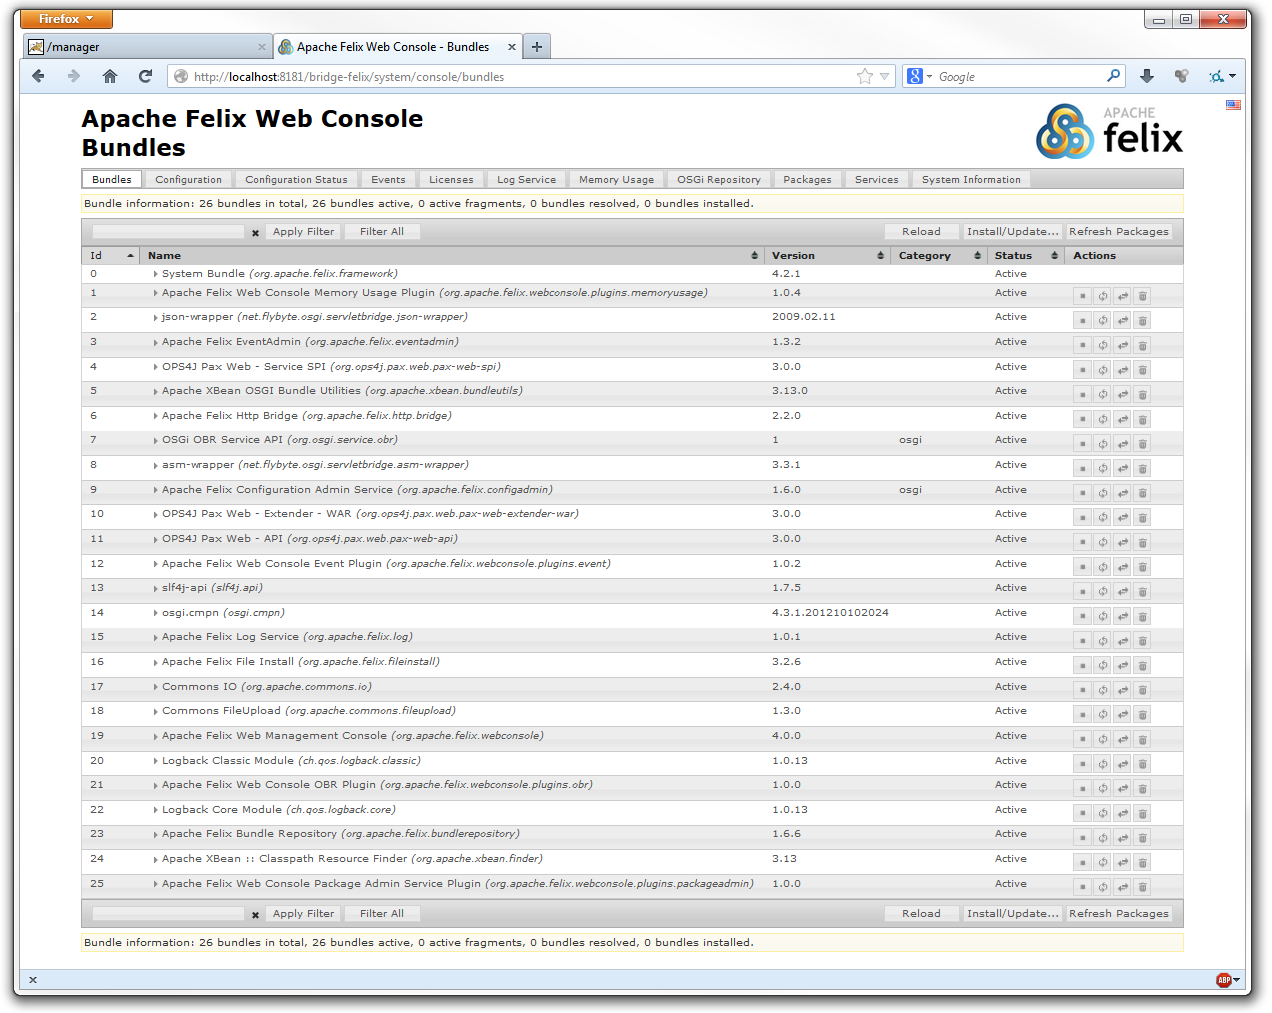 Firefox
/manager
Apache Felix Web Console - Bundles
http://localhost:8181/bridge-felix/system/console/bundles
Google
Apache Felix Web Console
Bundles
APACHE
felix
Bundles Configuration Configuration Status Events Licenses Log Service Memory Usage OSGi Repository Packages Services System Information
Bundle information: 26 bundles in total, 26 bundles active, 0 active fragments, 0 bundles resolved, 0 bundles installed.
Apply Filter Filter All Reload Install/Update... Refresh Packages
Id Name Version Category Status Actions
0 System Bundle (org.apache.felix.framework) 4.2.1 Active
1 Apache Felix Web Console Memory Usage Plugin (org.apache.felix.webconsole.plugins.memoryusage) 1.0.4 Active
2 json-wrapper (net.flybyte.osgi.servletbridge.json-wrapper) 2009.02.11 Active
3 Apache Felix EventAdmin (org.apache.felix.eventadmin) 1.3.2 Active
4 OPS4J Pax Web - Service SPI (org.ops4j.pax.web.pax-web-spi) 3.0.0 Active
5 Apache XBean OSGI Bundle Utilities (org.apache.xbean.bundleutils) 3.13.0 Active
6 Apache Felix Http Bridge (org.apache.felix.http.bridge) 2.2.0 Active
7 OSGi OBR Service API (org.osgi.service.obr) 1 osgi Active
8 asm-wrapper (net.flybyte.osgi.servletbridge.asm-wrapper) 3.3.1 Active
9 Apache Felix Configuration Admin Service (org.apache.felix.configadmin) 1.6.0 osgi Active
10 OPS4J Pax Web - Extender - WAR (org.ops4j.pax.web.pax-web-extender-war) 3.0.0 Active
11 OPS4J Pax Web - API (org.ops4j.pax.web.pax-web-api) 3.0.0 Active
12 Apache Felix Web Console Event Plugin (org.apache.felix.webconsole.plugins.event) 1.0.2 Active
13 slf4j-api (slf4j.api) 1.7.5 Active
14 osgi.cmpn (osgi.cmpn) 4.3.1.201210102024 Active
15 Apache Felix Log Service (org.apache.felix.log) 1.0.1 Active
16 Apache Felix File Install (org.apache.felix.fileinstall) 3.2.6 Active
17 Commons IO (org.apache.commons.io) 2.4.0 Active
18 Commons FileUpload (org.apache.commons.fileupload) 1.3.0 Active
19 Apache Felix Web Management Console (org.apache.felix.webconsole) 4.0.0 Active
20 Logback Classic Module (ch.qos.logback.classic) 1.0.13 Active
21 Apache Felix Web Console OBR Plugin (org.apache.felix.webconsole.plugins.obr) 1.0.0 Active
22 Logback Core Module (ch.qos.logback.core) 1.0.13 Active
23 Apache Felix Bundle Repository (org.apache.felix.bundlerepository) 1.6.6 Active
24 Apache XBean :: Classpath Resource Finder (org.apache.xbean.finder) 3.13 Active
25 Apache Felix Web Console Package Admin Service Plugin (org.apache.felix.webconsole.plugins.packageadmin) 1.0.0 Active
Apply Filter Filter All Reload Install/Update... Refresh Packages
Bundle information: 26 bundles in total, 26 bundles active, 0 active fragments, 0 bundles resolved, 0 bundles installed.
ABP